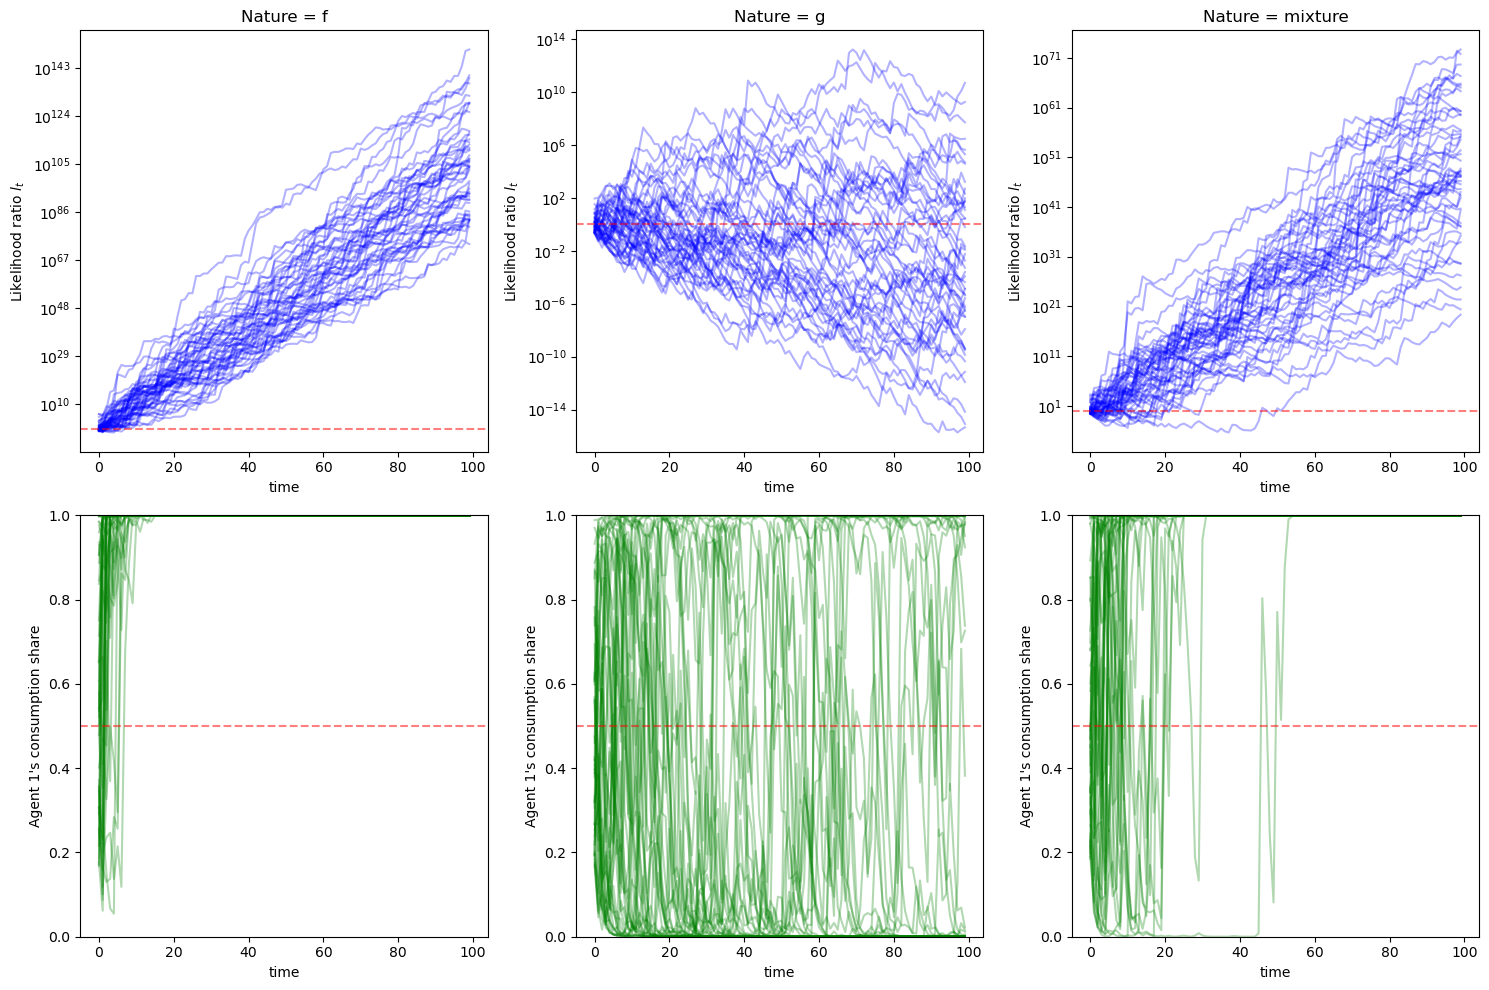 Nature = f
Likelihood ratio $l_t$
10^143
10^124
10^105
10^86
10^67
10^48
10^29
10^10
0 20 40 60 80 100
time
Nature = g
Likelihood ratio $l_t$
10^14
10^10
10^6
10^2
10^−2
10^−6
10^−10
10^−14
0 20 40 60 80 100
time
Nature = mixture
Likelihood ratio $l_t$
10^71
10^61
10^51
10^41
10^31
10^21
10^11
10^1
0 20 40 60 80 100
time
Agent 1's consumption share
1.0
0.8
0.6
0.4
0.2
0.0
0 20 40 60 80 100
time
Agent 1's consumption share
1.0
0.8
0.6
0.4
0.2
0.0
0 20 40 60 80 100
time
Agent 1's consumption share
1.0
0.8
0.6
0.4
0.2
0.0
0 20 40 60 80 100
time